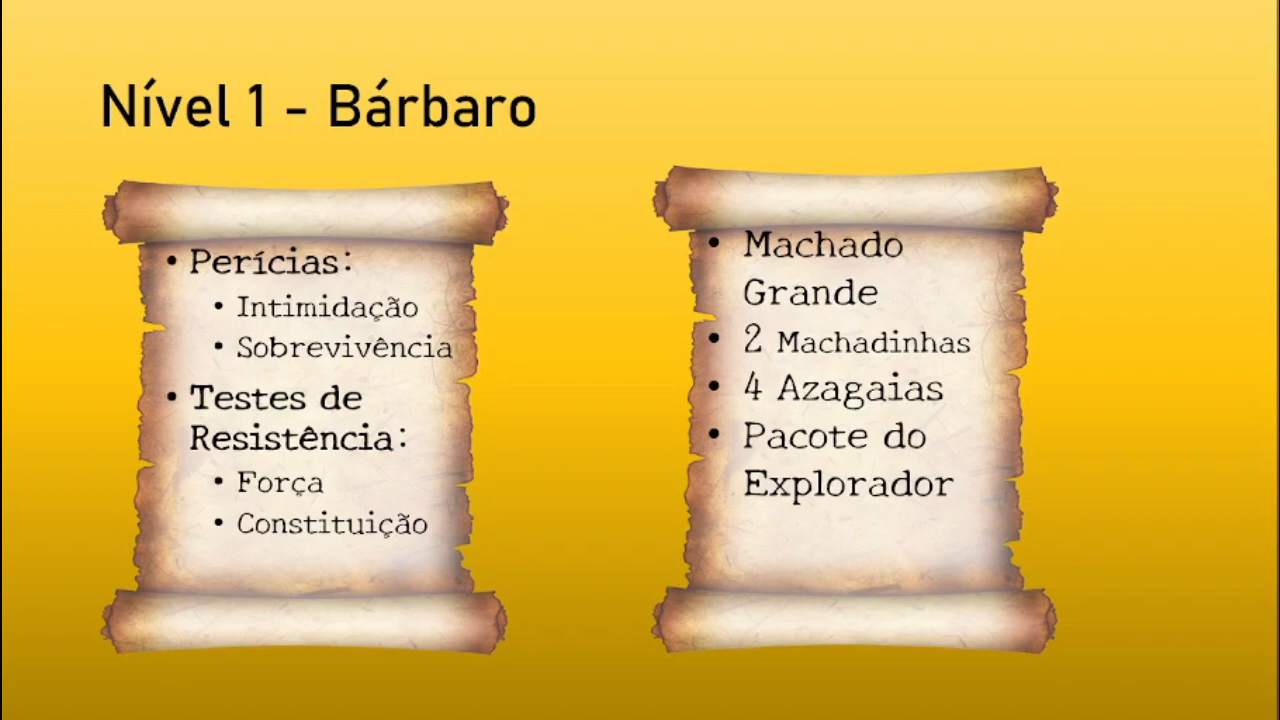 Nível 1 - Bárbaro
• Perícias:
• Intimidação
• Sobrevivência
• Testes de
Resistência:
• Força
• Constituição
• Machado
Grande
• 2 Machadinhas
• 4 Azagaias
• Pacote do
Explorador